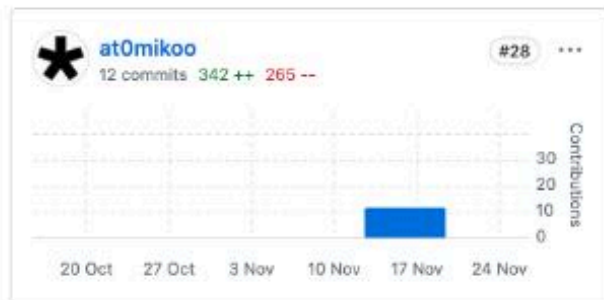 at0mikoo #28
12 commits 342 ++ 265 --
Contributions
30
20
10
0
20 Oct 27 Oct 3 Nov 10 Nov 17 Nov 24 Nov